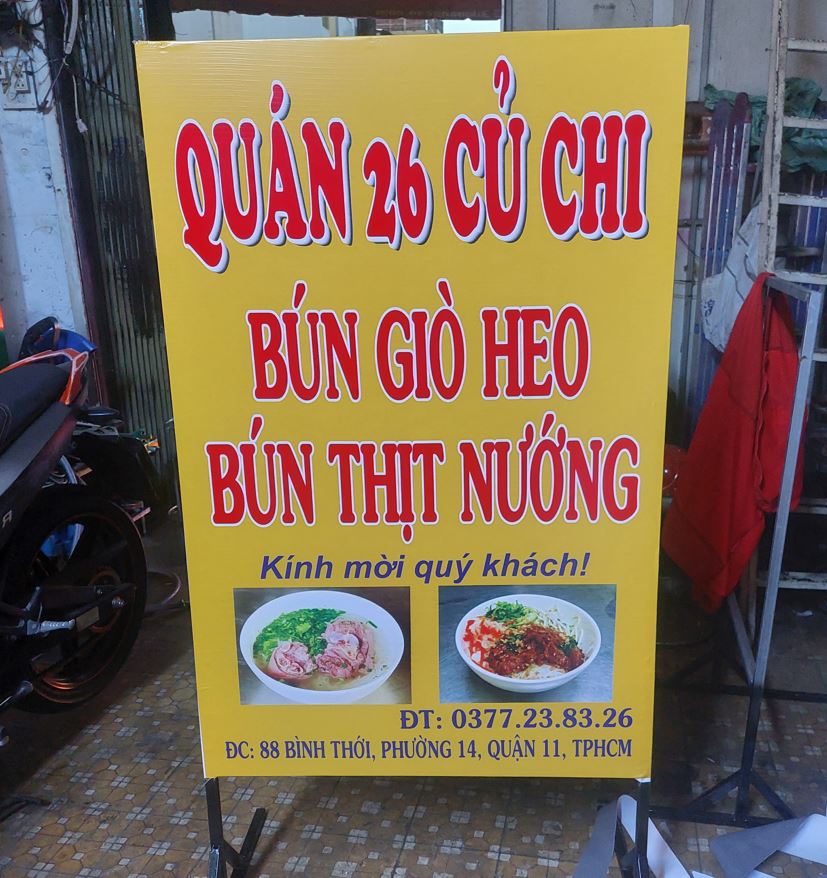 QUÁN 26 CỦ CHI
BÚN GIÒ HEO
BÚN THỊT NƯỚNG
Kính mời quý khách!
ĐT: 0377.23.83.26
ĐC: 88 BÌNH THỚI, PHƯỜNG 14, QUẬN 11, TPHCM